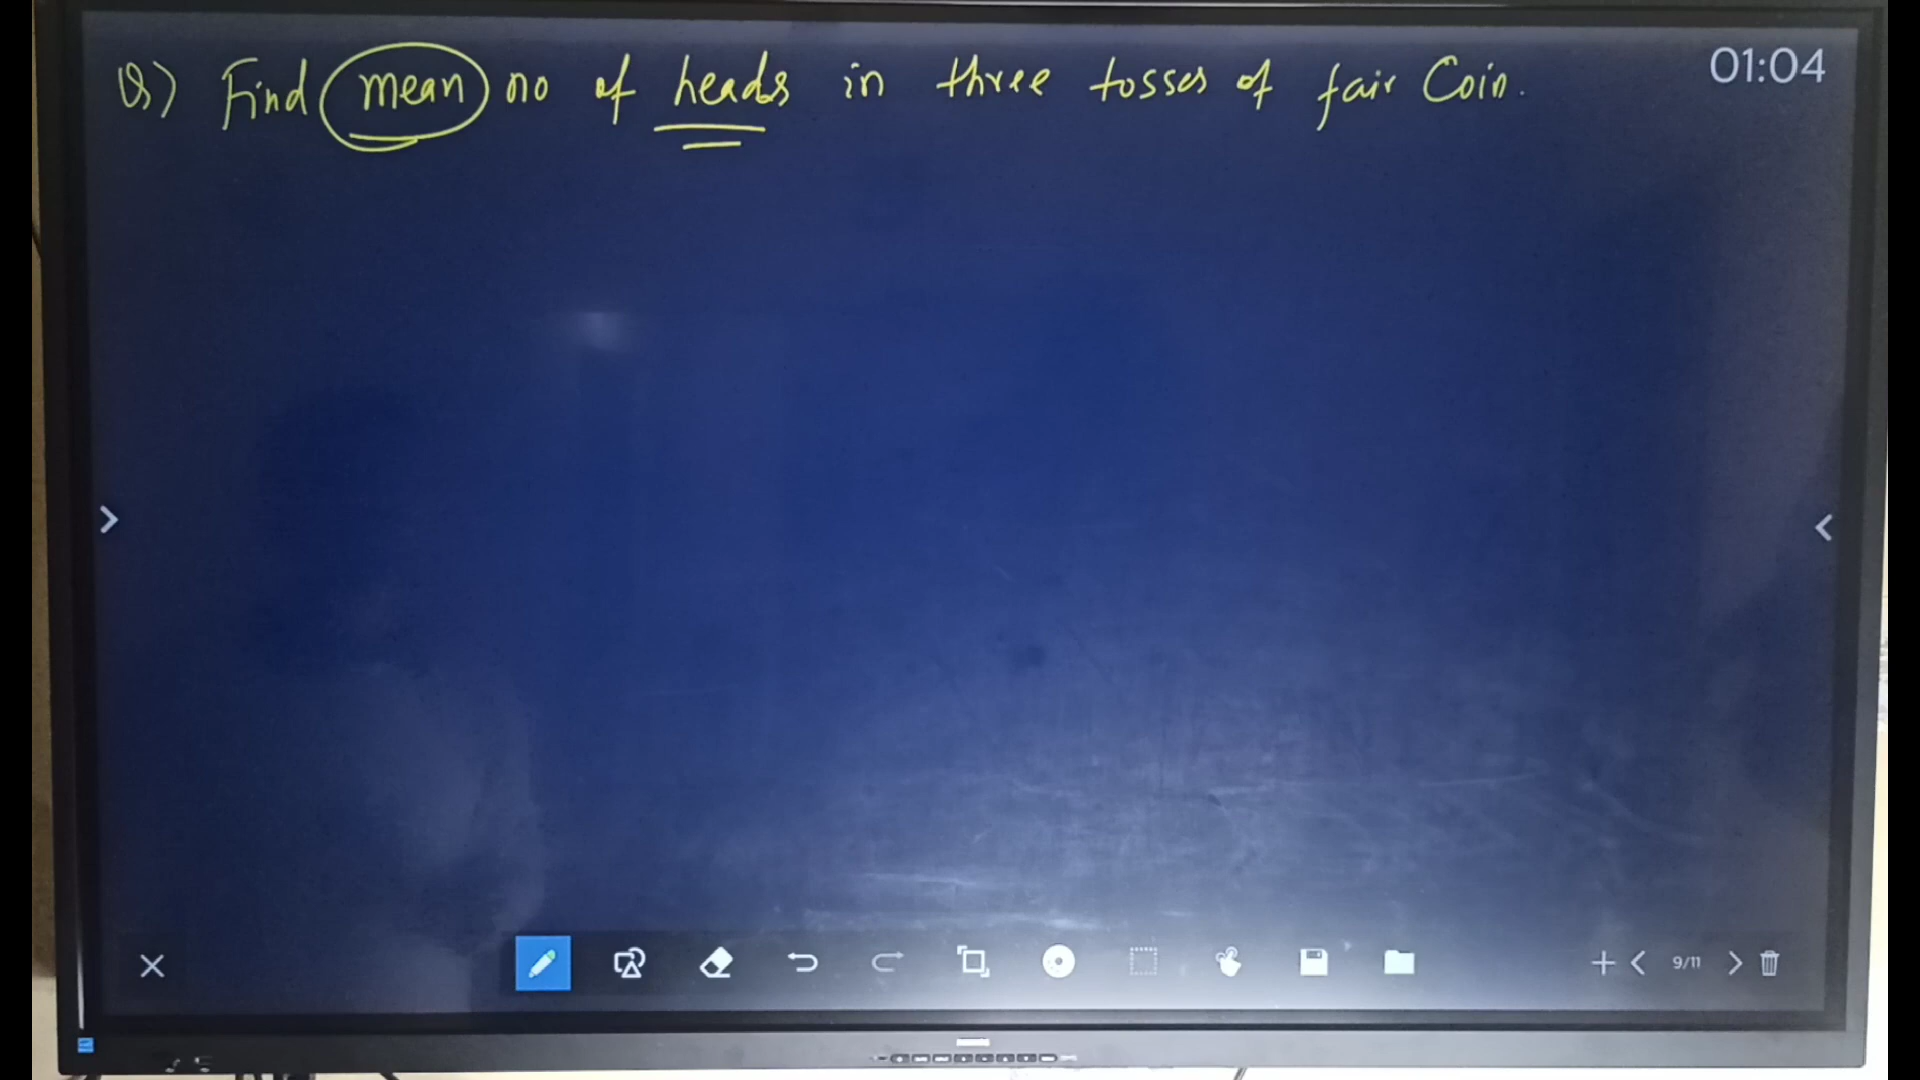 Q) Find mean no of heads in three tosses of fair Coin.
01:04
9/11